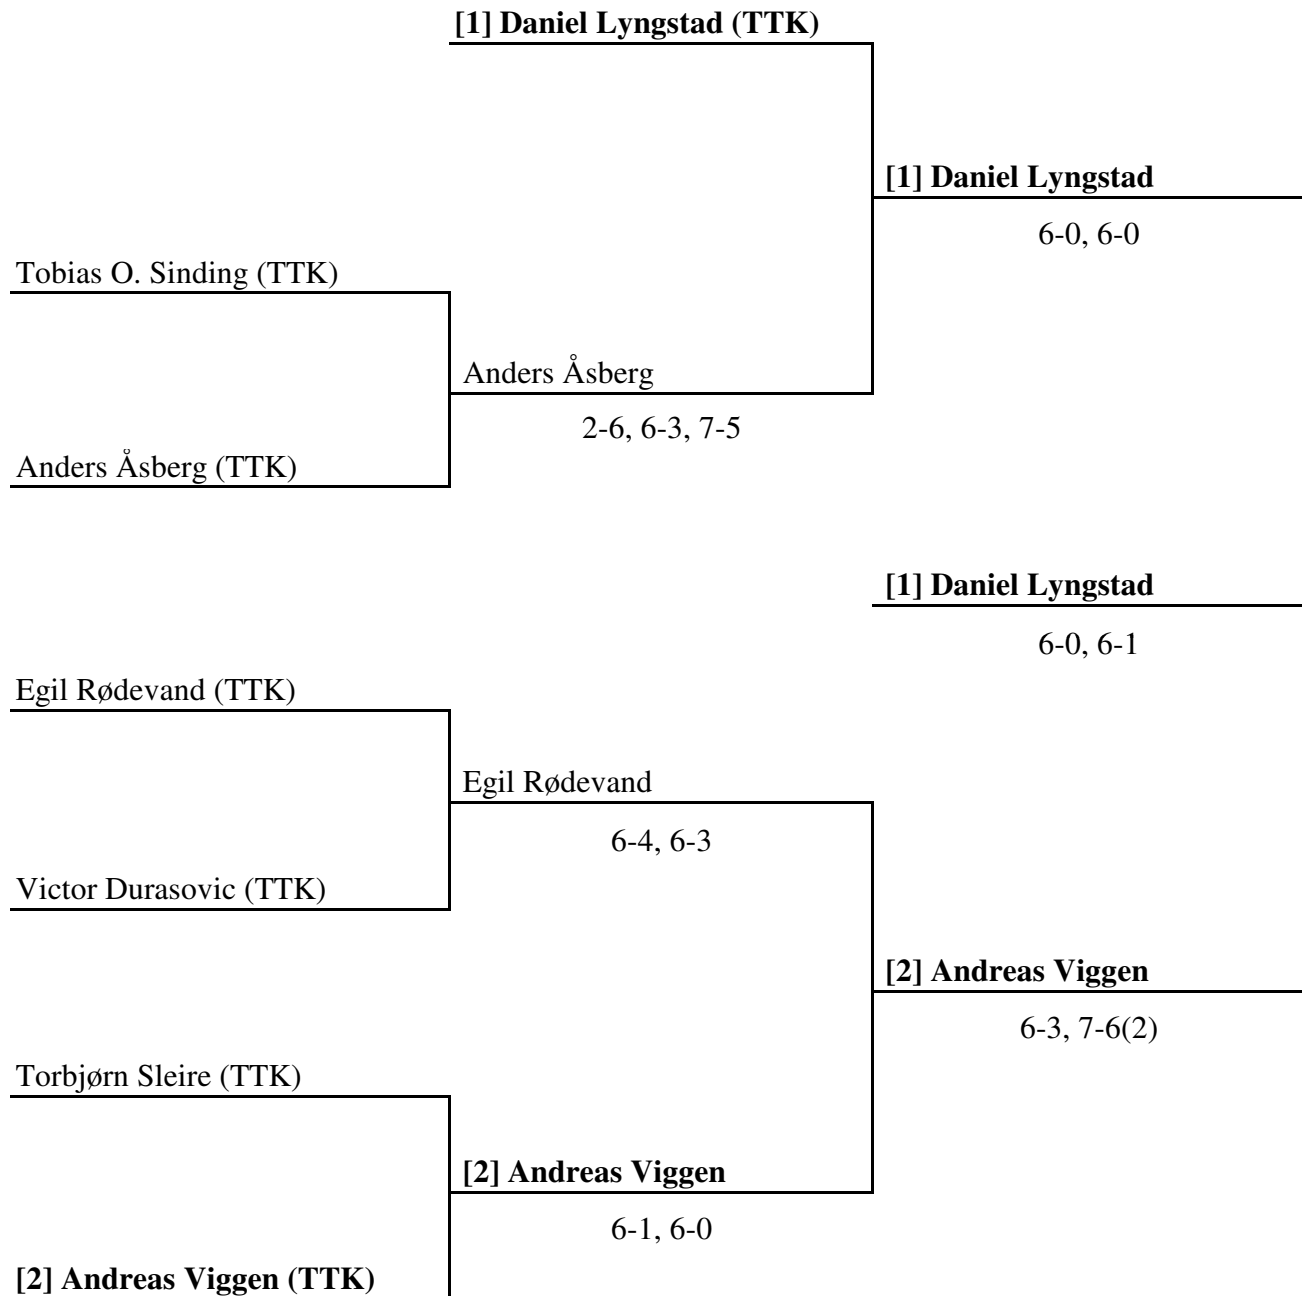 [1] Daniel Lyngstad (TTK)
[1] Daniel Lyngstad
6-0, 6-0
Tobias O. Sinding (TTK)
Anders Åsberg
2-6, 6-3, 7-5
Anders Åsberg (TTK)
[1] Daniel Lyngstad
6-0, 6-1
Egil Rødevand (TTK)
Egil Rødevand
6-4, 6-3
Victor Durasovic (TTK)
[2] Andreas Viggen
6-3, 7-6(2)
Torbjørn Sleire (TTK)
[2] Andreas Viggen
6-1, 6-0
[2] Andreas Viggen (TTK)